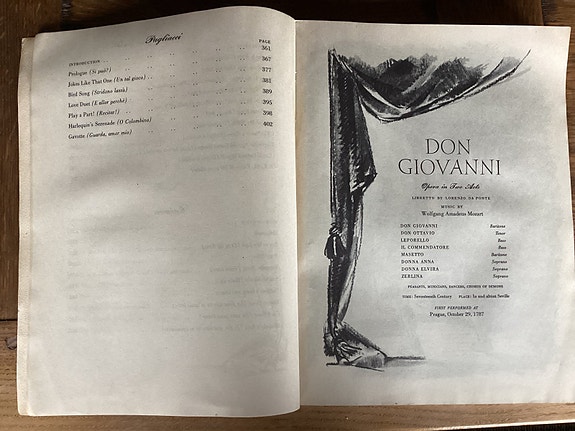 Pagliacci
PAGE
INTRODUCTION 361
Prologue (Si può?) 367
Jokes Like That One (Un tal gioco) 377
Bird Song (Stridono lassù) 381
Love Duet (E allor perchè) 389
Play a Part! (Recitar!) 395
Harlequin's Serenade (O Colombina) 398
Gavotte (Guarda, amor mio) 402
DON
GIOVANNI
Opera in Two Acts
LIBRETTO BY LORENZO DA PONTE
MUSIC BY
Wolfgang Amadeus Mozart
DON GIOVANNI Baritone
DON OTTAVIO Tenor
LEPORELLO Bass
IL COMMENDATORE Bass
MASETTO Baritone
DONNA ANNA Soprano
DONNA ELVIRA Soprano
ZERLINA Soprano
PEASANTS, MUSICIANS, DANCERS, CHORUS OF DEMONS
TIME: Seventeenth Century PLACE: In and about Seville
FIRST PERFORMED AT
Prague, October 29, 1787